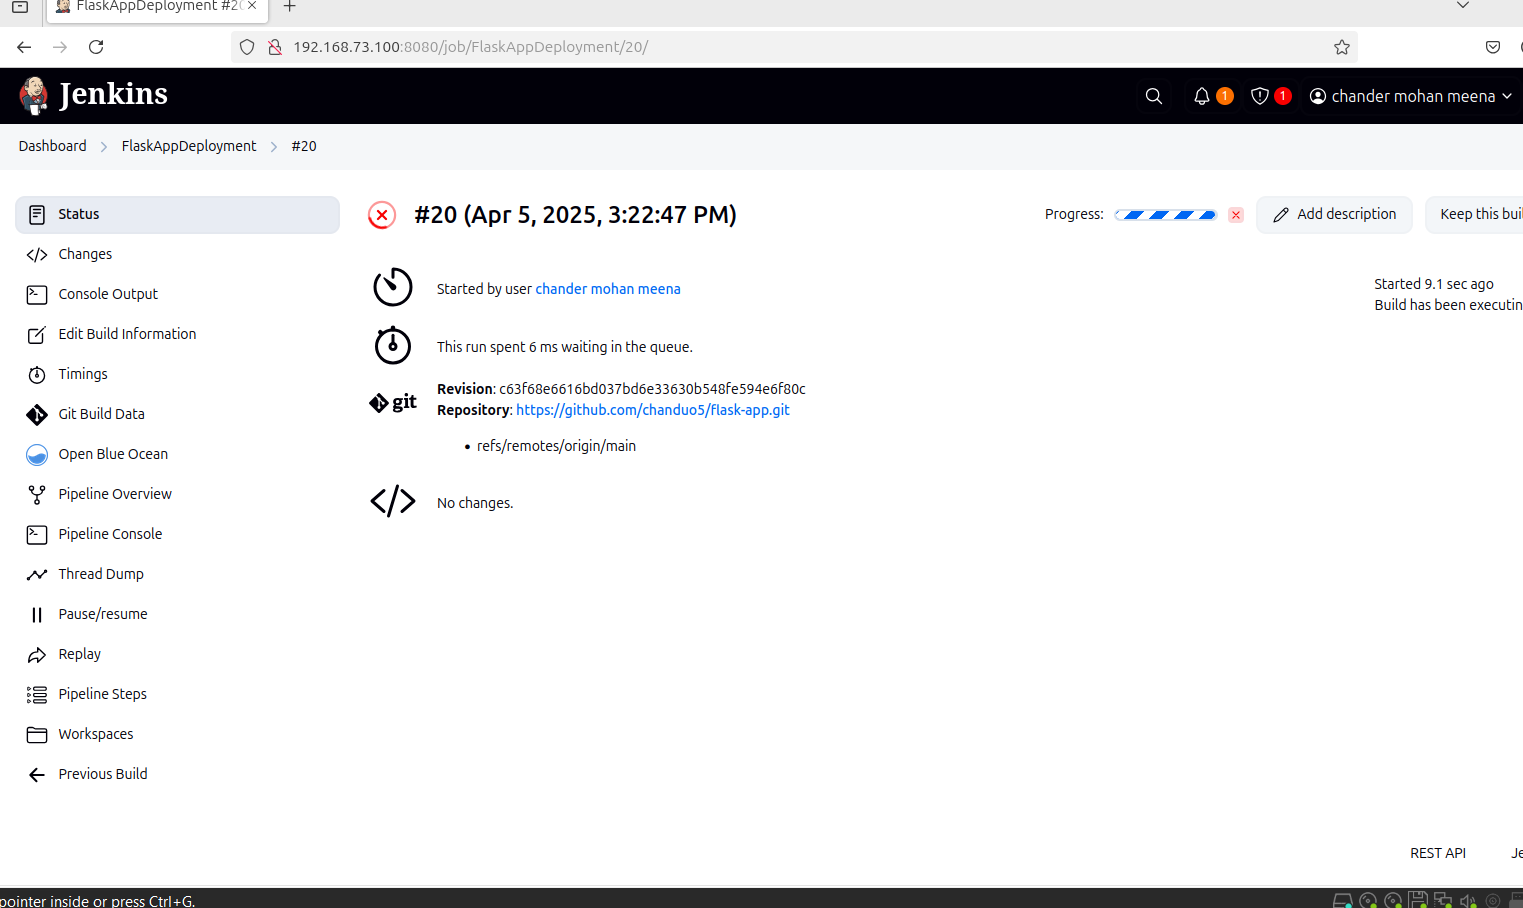 FlaskAppDeployment #20
192.168.73.100:8080/job/FlaskAppDeployment/20/
Jenkins
1
1
chander mohan meena
Dashboard
FlaskAppDeployment
#20
Status
Changes
Console Output
Edit Build Information
Timings
Git Build Data
Open Blue Ocean
Pipeline Overview
Pipeline Console
Thread Dump
Pause/resume
Replay
Pipeline Steps
Workspaces
Previous Build
#20 (Apr 5, 2025, 3:22:47 PM)
Progress:
Add description
Keep this buil
Started by user chander mohan meena
Started 9.1 sec ago
Build has been executin
This run spent 6 ms waiting in the queue.
git
Revision: c63f68e6616bd037bd6e33630b548fe594e6f80c
Repository: https://github.com/chanduo5/flask-app.git
• refs/remotes/origin/main
No changes.
REST API
Je
pointer inside or press Ctrl+G.